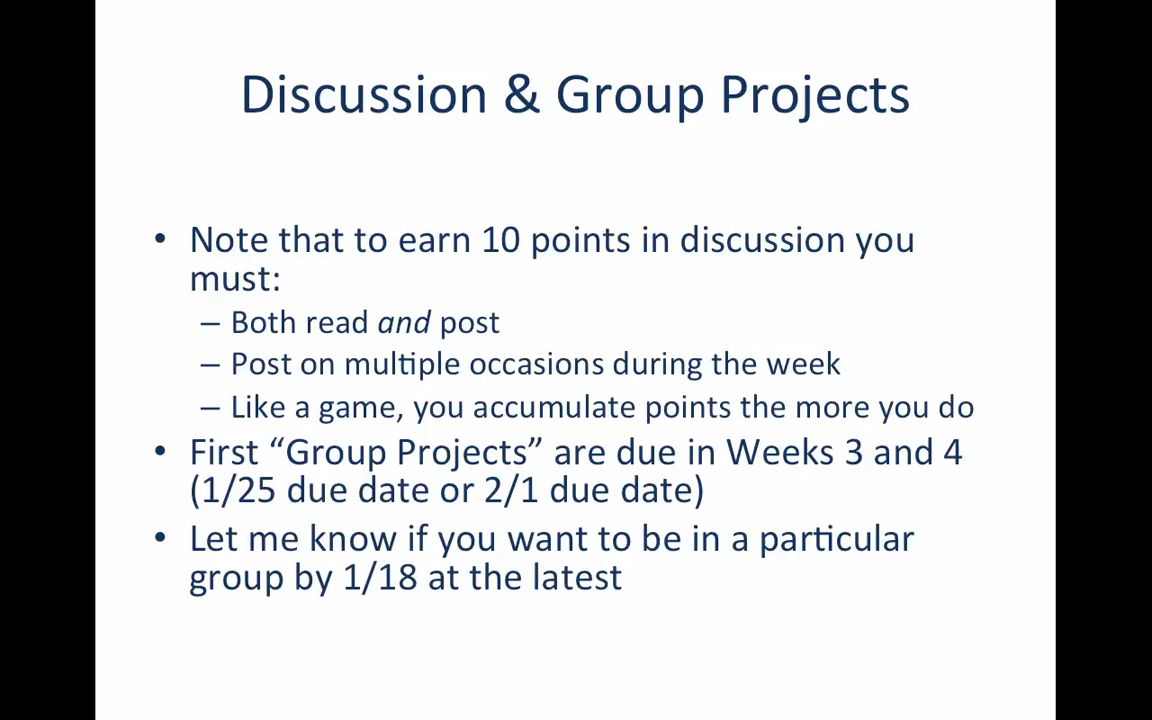 Discussion & Group Projects
• Note that to earn 10 points in discussion you
must:
– Both read and post
– Post on multiple occasions during the week
– Like a game, you accumulate points the more you do
• First “Group Projects” are due in Weeks 3 and 4
(1/25 due date or 2/1 due date)
• Let me know if you want to be in a particular
group by 1/18 at the latest